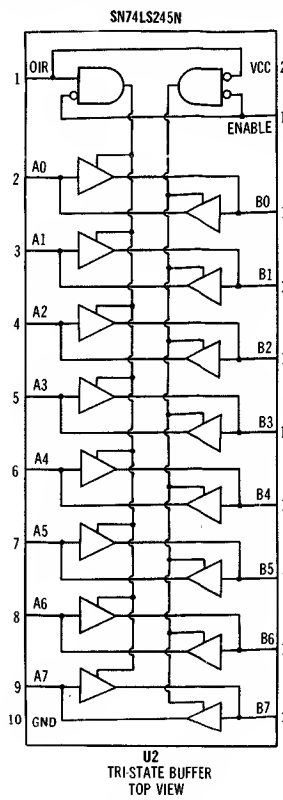 SN74LS245N
OIR
VCC
1
ENABLE
A0
2
B0
A1
3
B1
A2
4
B2
A3
5
B3
A4
6
B4
A5
7
B5
A6
8
B6
A7
9
B7
10 GND
U2
TRI-STATE BUFFER
TOP VIEW